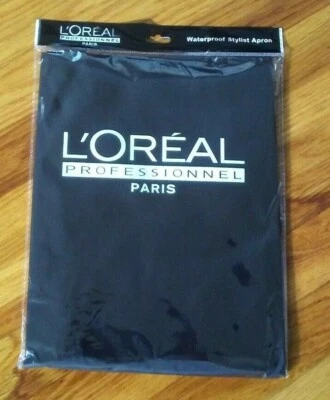 L'ORÉAL
PROFESSIONNEL
PARIS
Waterproof Stylist Apron
L'ORÉAL
PROFESSIONNEL
PARIS